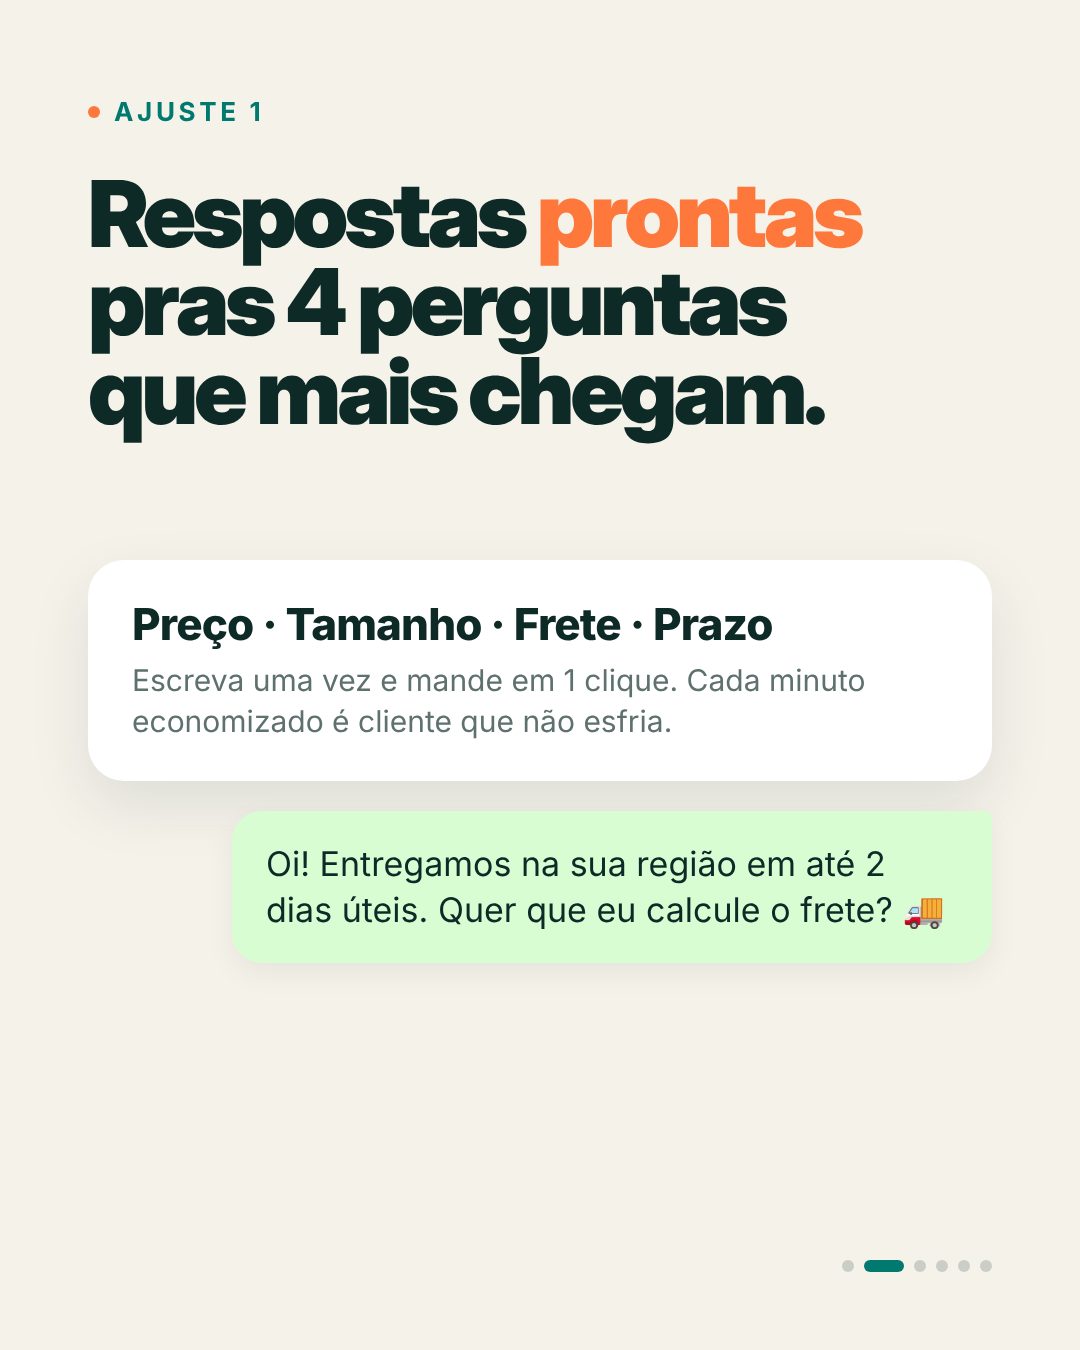 AJUSTE 1
Respostas prontas
pras 4 perguntas
que mais chegam.
Preço · Tamanho · Frete · Prazo
Escreva uma vez e mande em 1 clique. Cada minuto
economizado é cliente que não esfria.
Oi! Entregamos na sua região em até 2
dias úteis. Quer que eu calcule o frete? 🚚